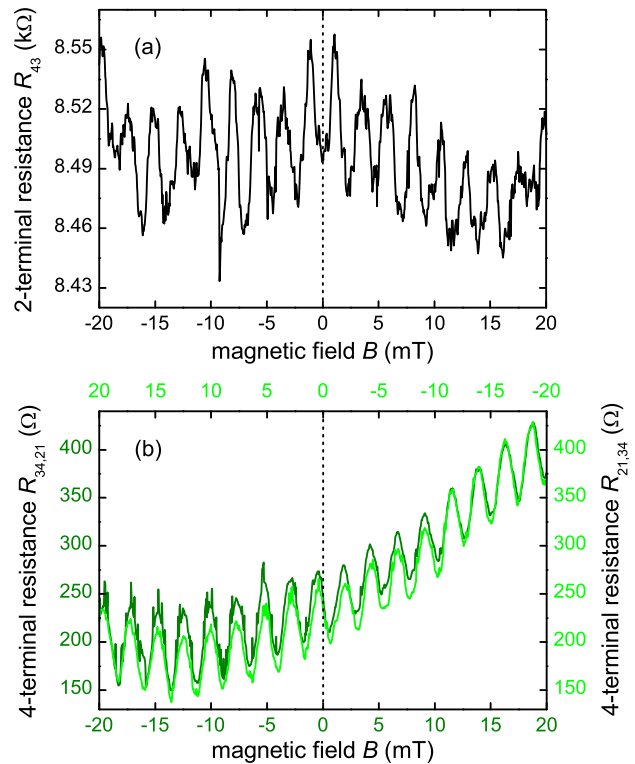 2-terminal resistance R43 (kΩ)
8.55
8.52
8.49
8.46
8.43
(a)
-20 -15 -10 -5 0 5 10 15 20
magnetic field B (mT)
20 15 10 5 0 -5 -10 -15 -20
4-terminal resistance R34,21 (Ω)
400
350
300
250
200
150
(b)
400
350
300
250
200
150
4-terminal resistance R21,34 (Ω)
-20 -15 -10 -5 0 5 10 15 20
magnetic field B (mT)